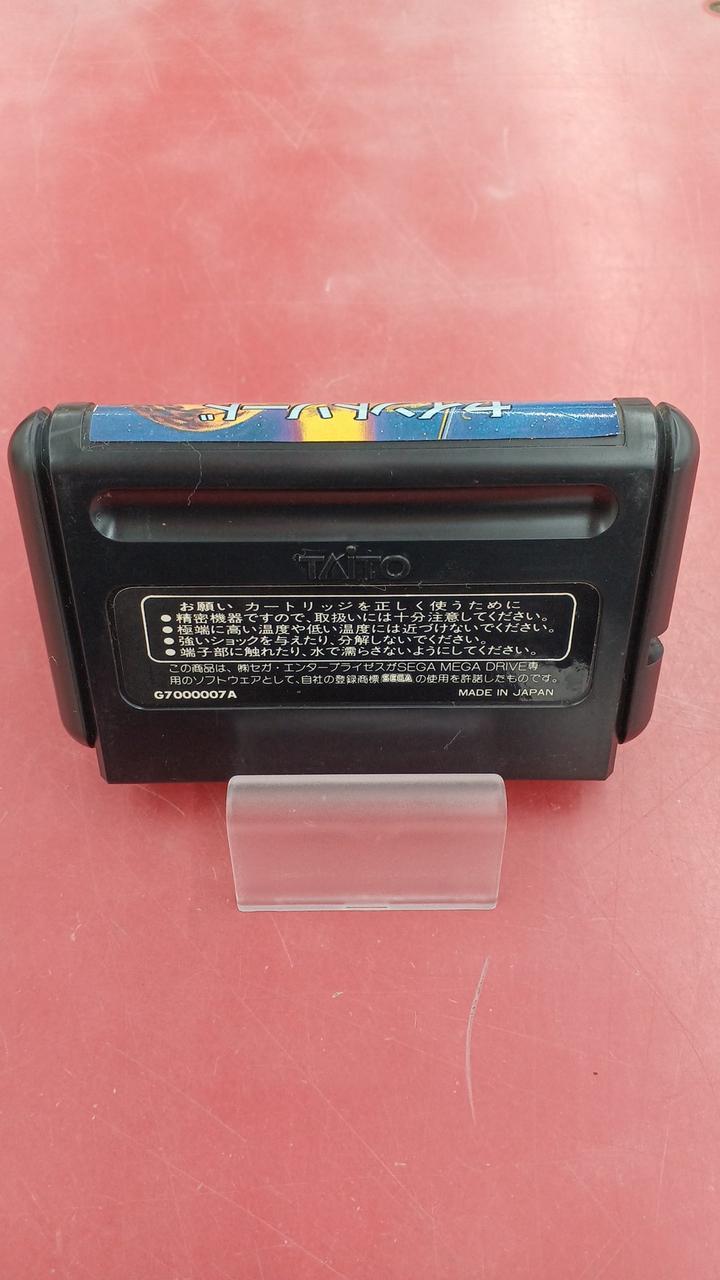 セイントソード
TAITO
お願い カートリッジを正しく使うために
●精密機器ですので、取扱いには十分注意してください。
●極端に高い温度や低い温度には近づけないでください。
●強いショックを与えたり、分解しないでください。
●端子部に触れたり、水で濡らさないようにしてください。
この商品は、㈱セガ・エンタープライゼスがSEGA MEGA DRIVE専
用のソフトウェアとして、自社の登録商標SEGAの使用を許諾したものです。
G7000007A MADE IN JAPAN